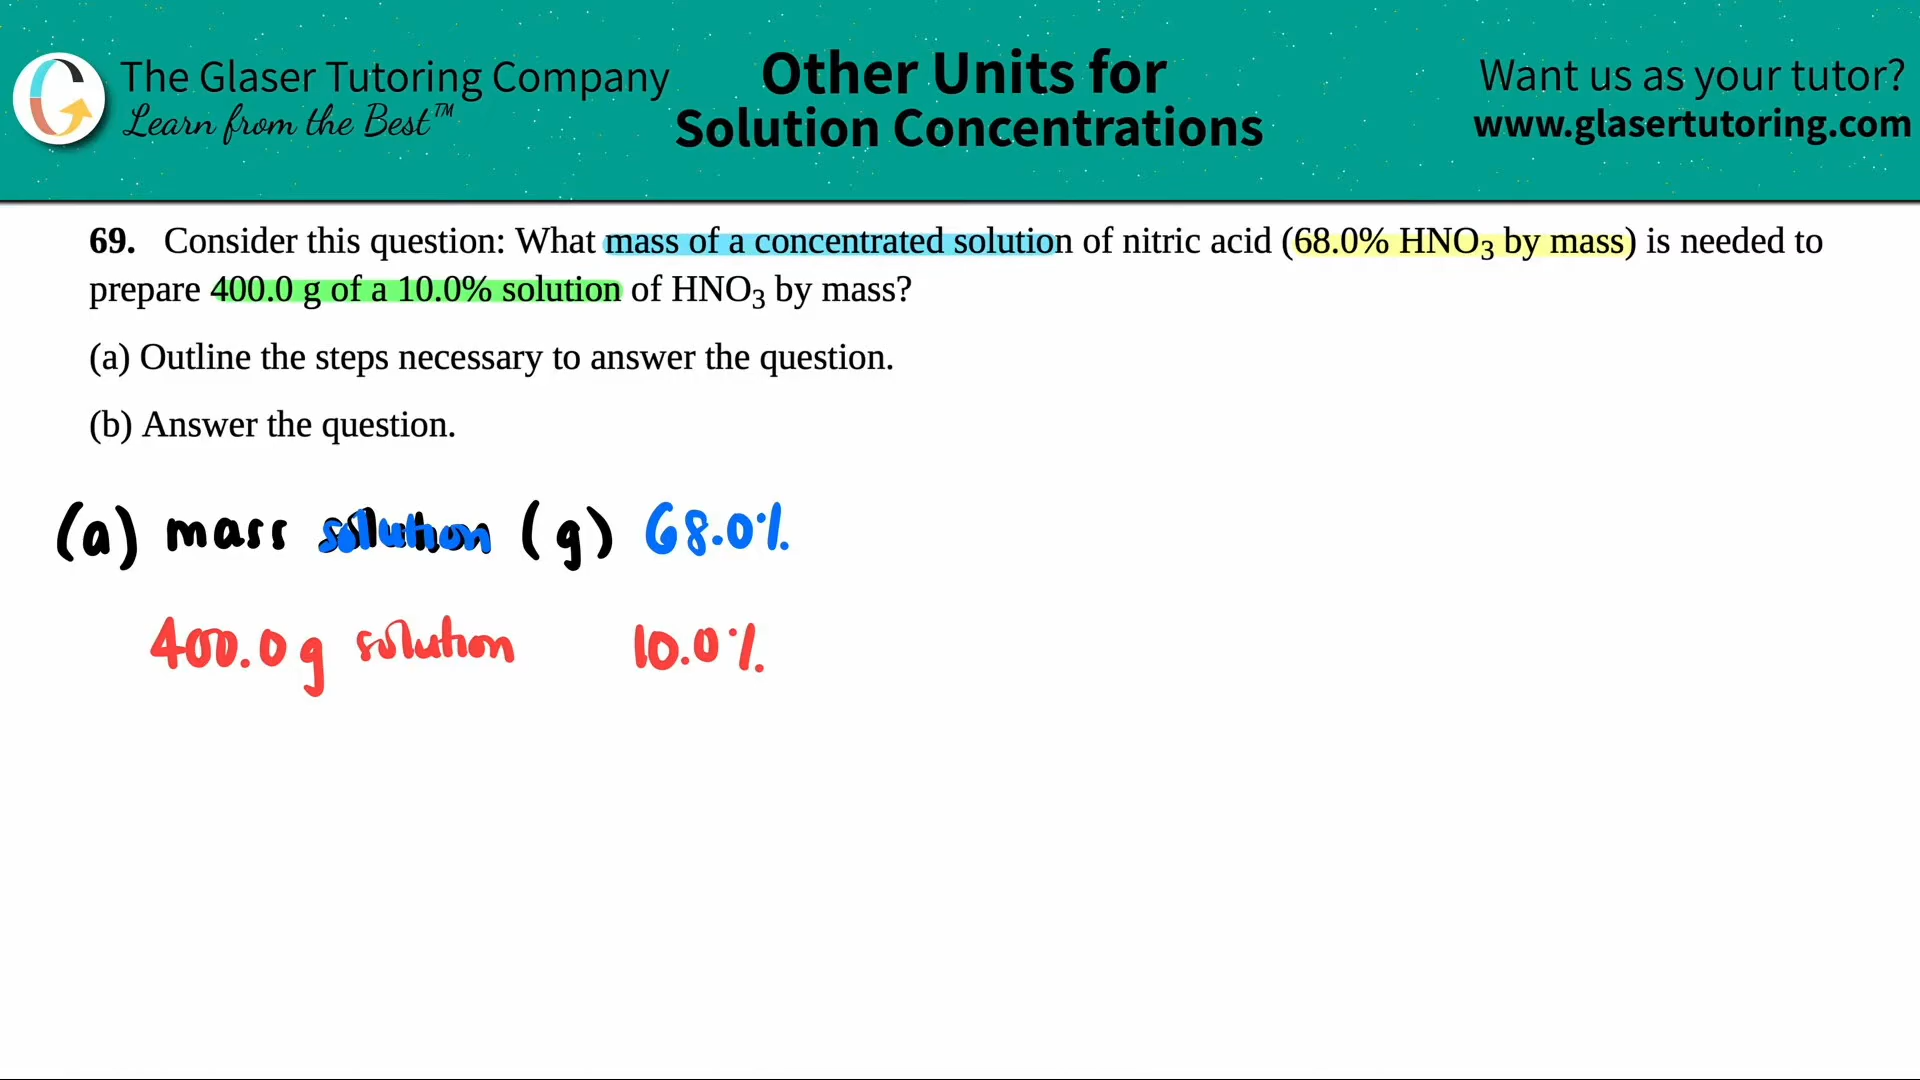 The Glaser Tutoring Company
Learn from the Best™
Other Units for
Solution Concentrations
Want us as your tutor?
www.glasertutoring.com
69. Consider this question: What mass of a concentrated solution of nitric acid (68.0% HNO₃ by mass) is needed to
prepare 400.0 g of a 10.0% solution of HNO₃ by mass?
(a) Outline the steps necessary to answer the question.
(b) Answer the question.
(a) mass solution (g) 68.0%
400.0 g solution 10.0%